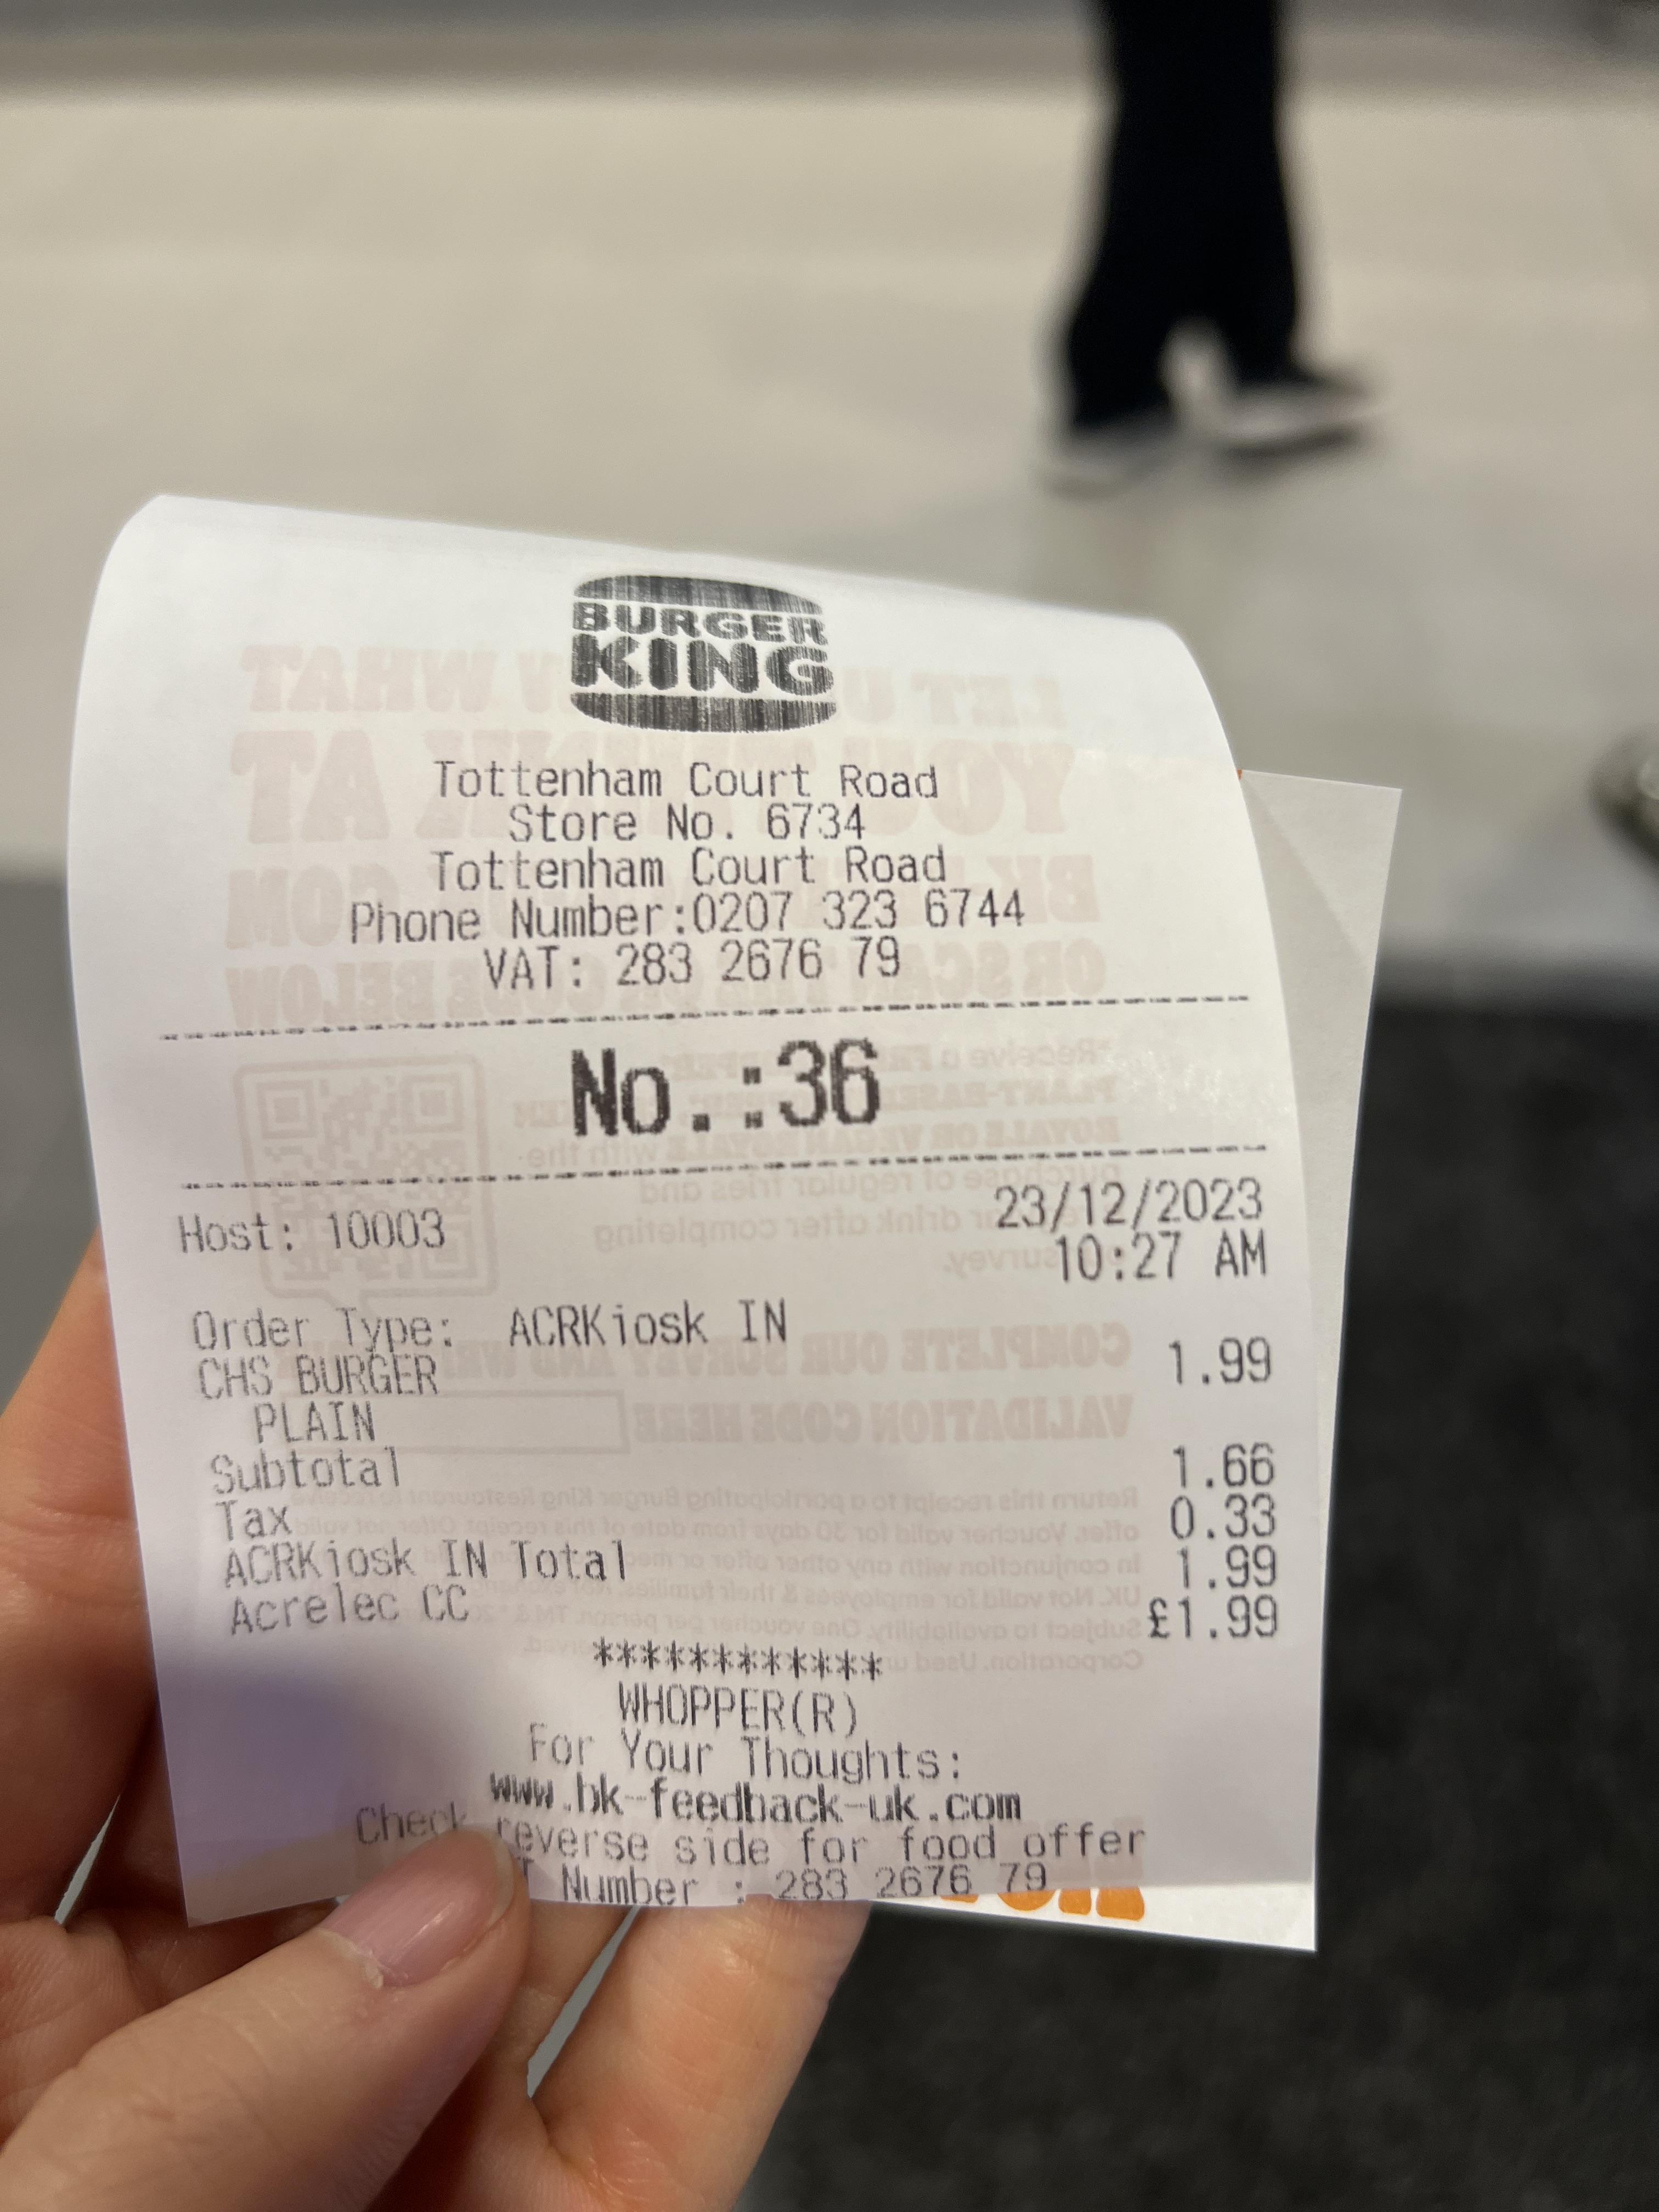 BURGER
KING
Tottenham Court Road
Store No. 6734
Tottenham Court Road
Phone Number:0207 323 6744
VAT: 283 2676 79
No.:36
Host: 10003
23/12/2023
10:27 AM
Order Type: ACRKiosk IN
CHS BURGER 1.99
PLAIN
Subtotal 1.66
Tax 0.33
ACRKiosk IN Total 1.99
Acrelec CC £1.99
************
WHOPPER(R)
For Your Thoughts:
www.bk-feedback-uk.com
Check reverse side for food offer
Number : 283 2676 79